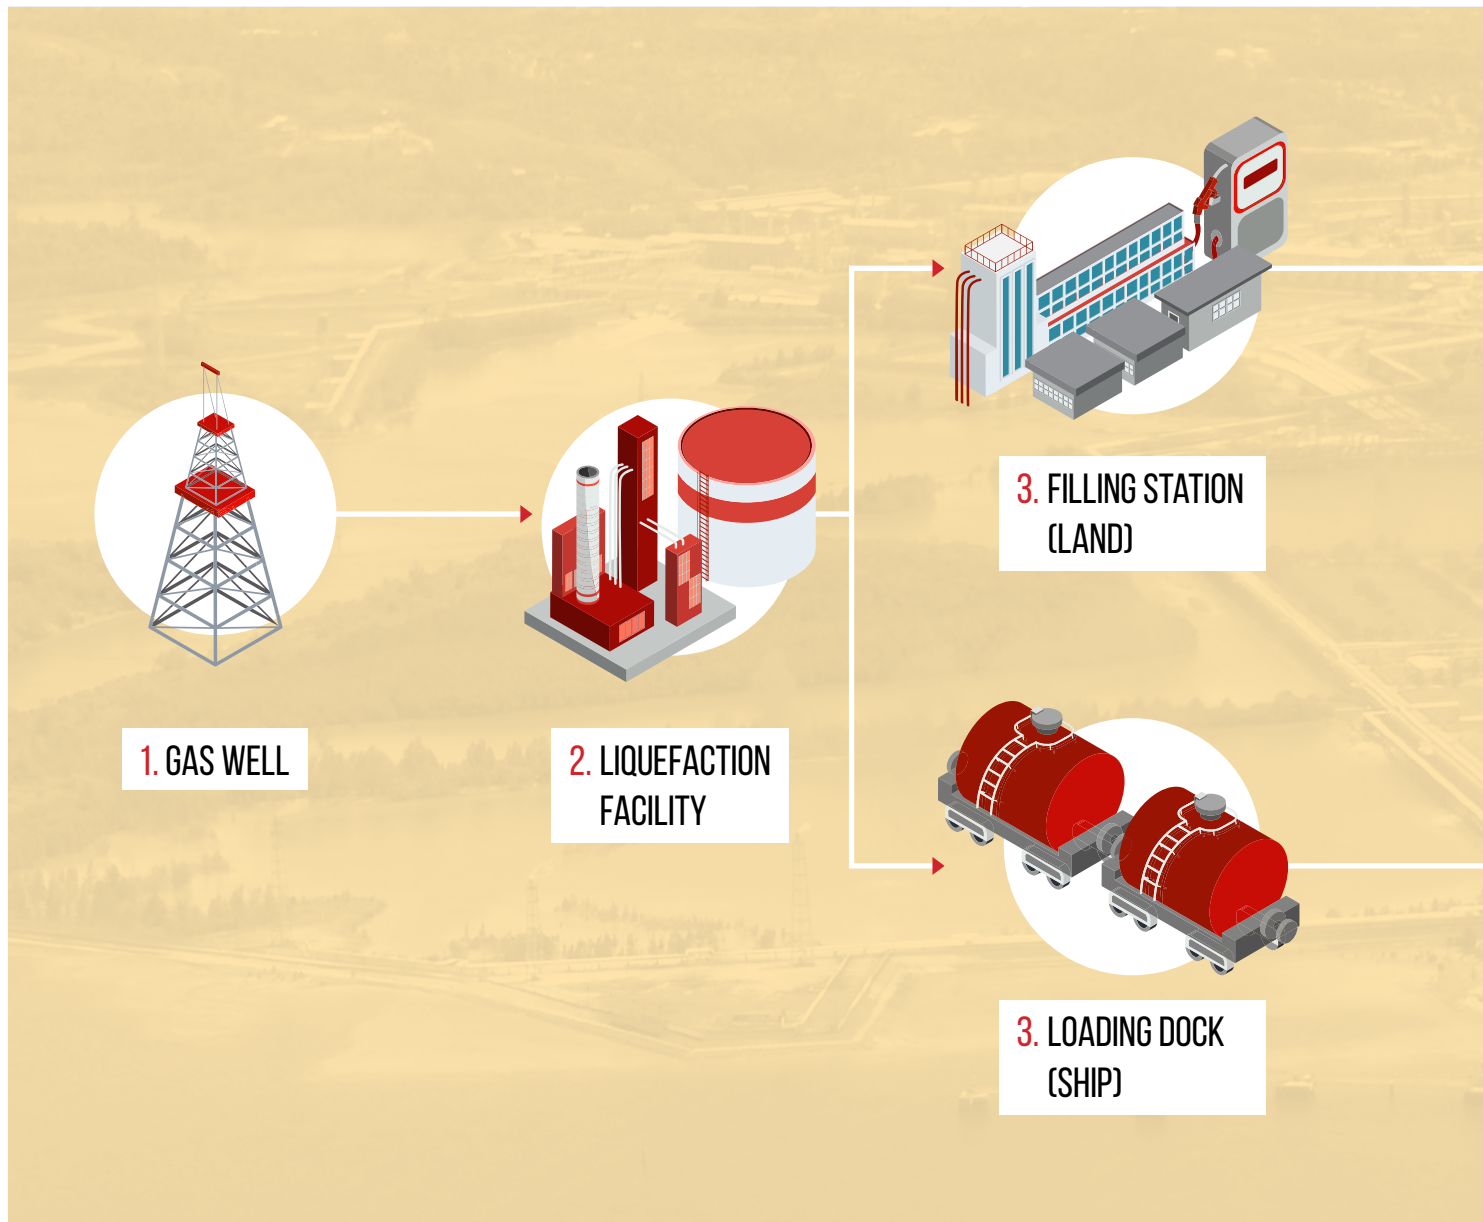 1. GAS WELL
2. LIQUEFACTION
FACILITY
3. FILLING STATION
(LAND)
3. LOADING DOCK
(SHIP)